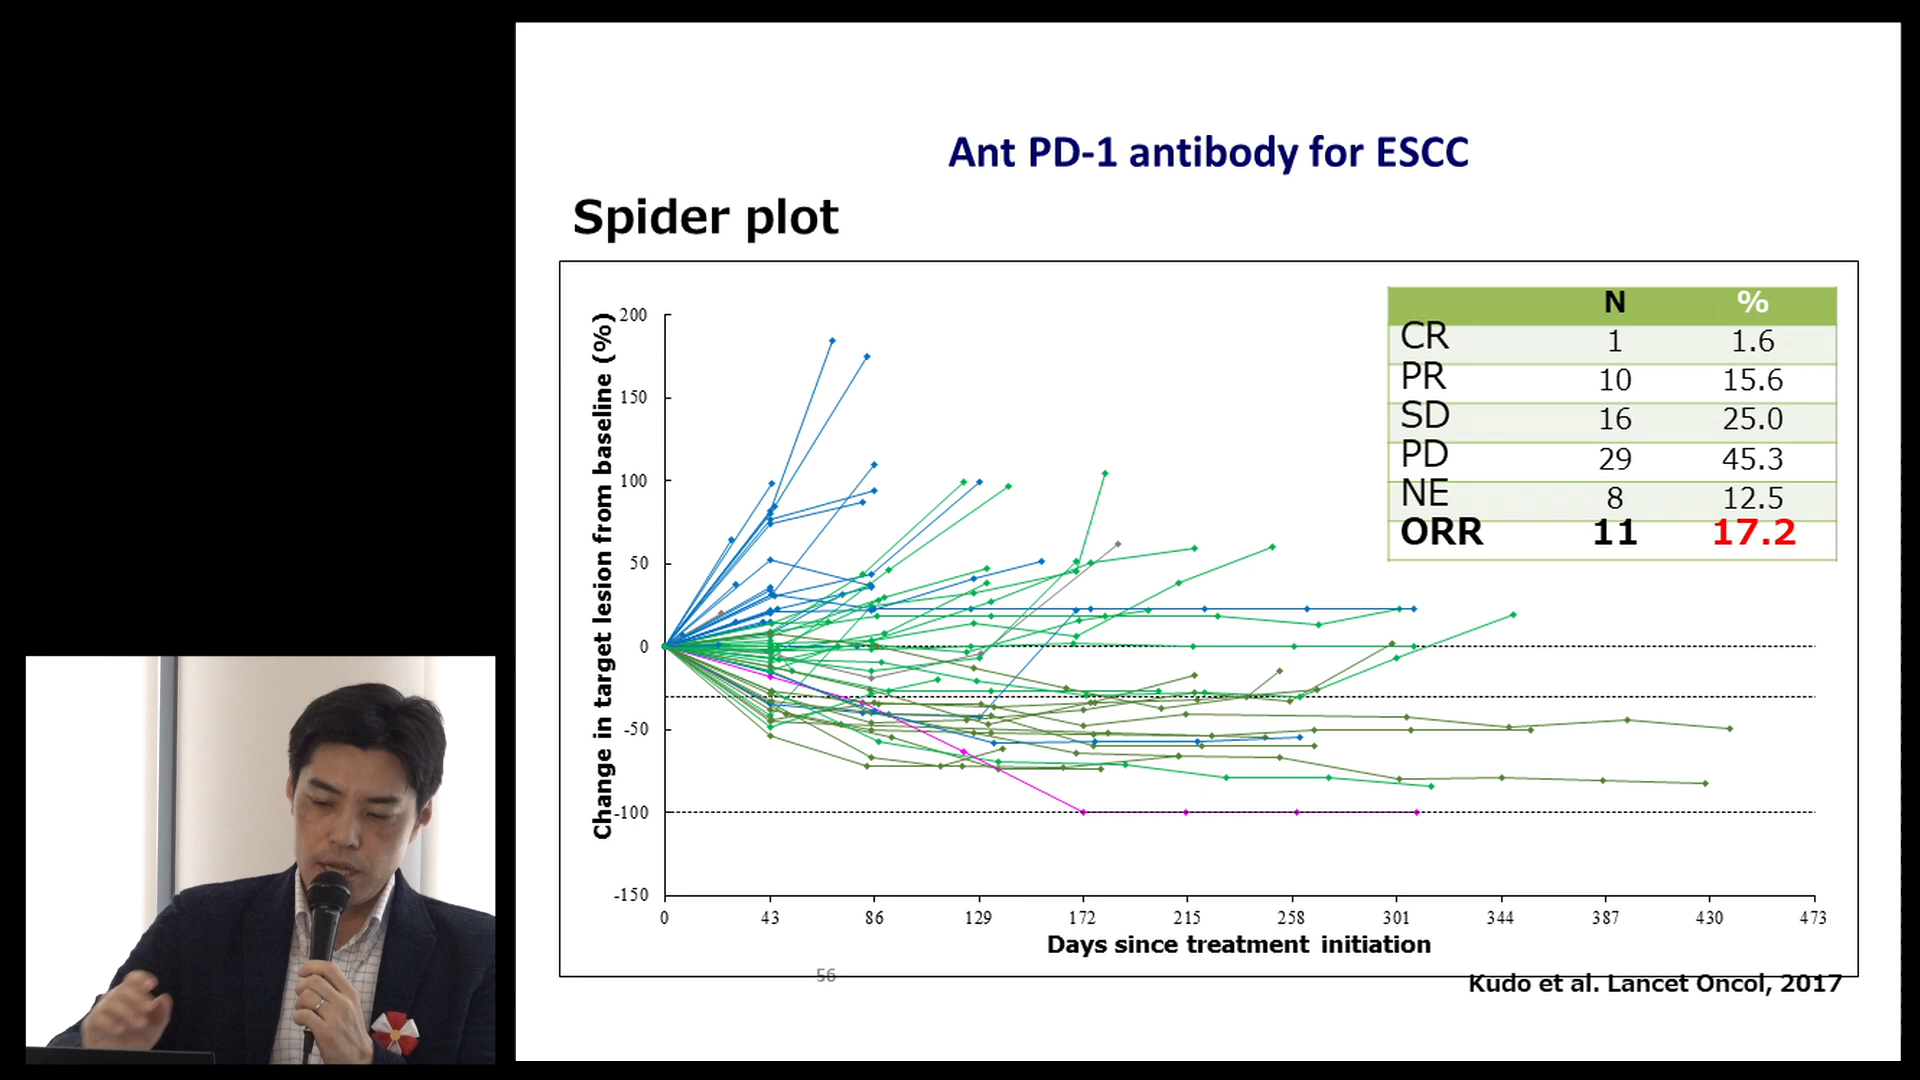 Ant PD-1 antibody for ESCC
Spider plot
N %
CR 1 1.6
PR 10 15.6
SD 16 25.0
PD 29 45.3
NE 8 12.5
ORR 11 17.2
Change in target lesion from baseline (%)
200
150
100
50
0
-50
-100
-150
0 43 86 129 172 215 258 301 344 387 430 473
Days since treatment initiation
56
Kudo et al. Lancet Oncol, 2017